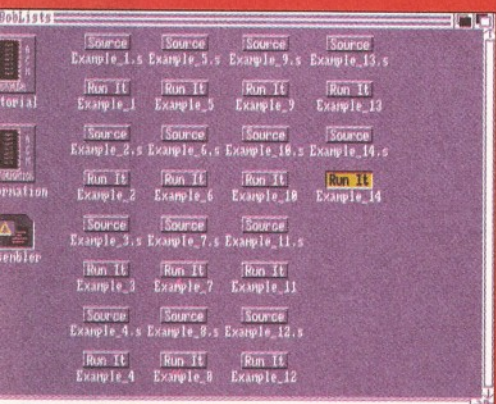 BobLists
Source Source Source Source
Example_1.s Example_5.s Example_9.s Example_13.s
Run It Run It Run It Run It
Example_1 Example_5 Example_9 Example_13
Source Source Source Source
Example_2.s Example_6.s Example_10.s Example_14.s
Run It Run It Run It Run It
Example_2 Example_6 Example_10 Example_14
Source Source Source
Example_3.s Example_7.s Example_11.s
Run It Run It Run It
Example_3 Example_7 Example_11
Source Source Source
Example_4.s Example_8.s Example_12.s
Run It Run It Run It
Example_4 Example_8 Example_12
torial
ormation
sembler